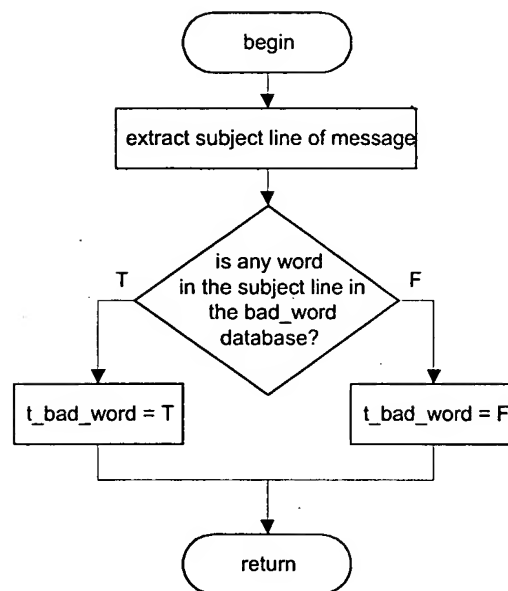 begin
extract subject line of message
is any word
in the subject line in
the bad_word
database?
T
F
t_bad_word = T
t_bad_word = F
return